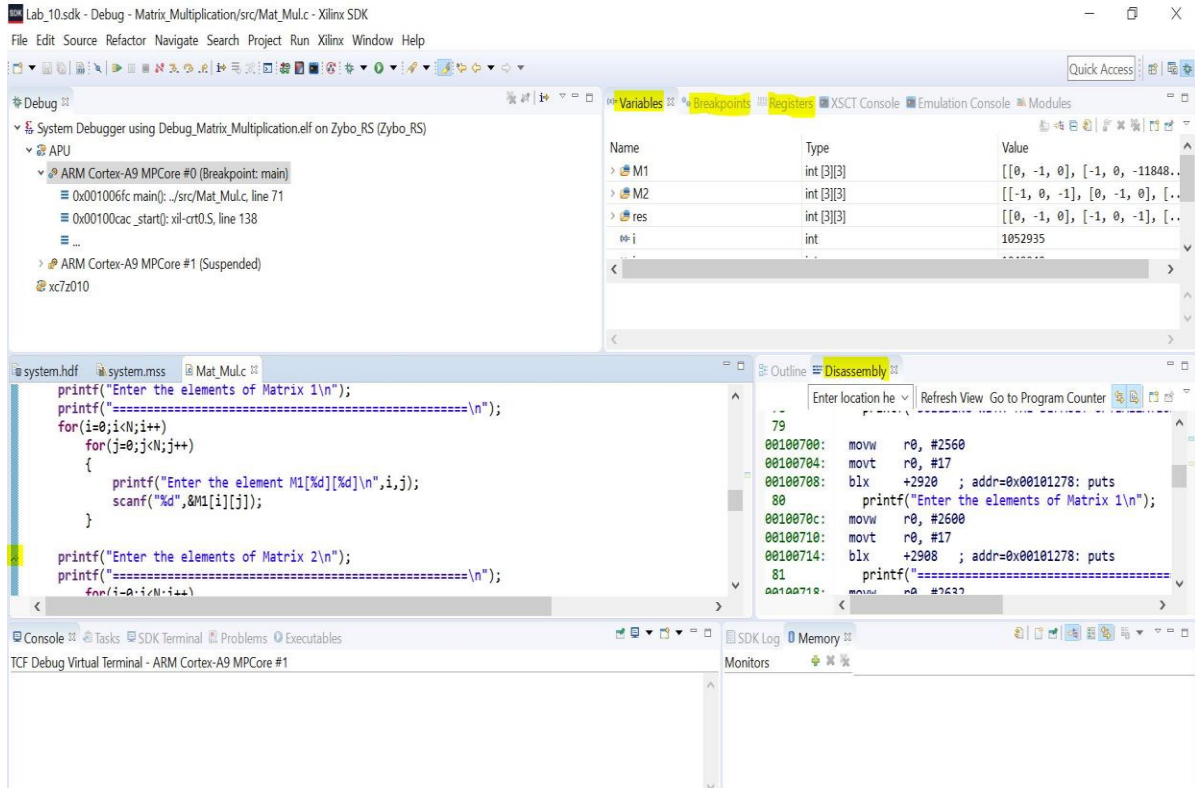 Lab_10.sdk - Debug - Matrix_Multiplication/src/Mat_Mul.c - Xilinx SDK
File Edit Source Refactor Navigate Search Project Run Xilinx Window Help
Quick Access
Debug
System Debugger using Debug_Matrix_Multiplication.elf on Zybo_RS (Zybo_RS)
APU
ARM Cortex-A9 MPCore #0 (Breakpoint: main)
0x001006fc main(): ../src/Mat_Mul.c, line 71
0x00100cac _start(): xil-crt0.S, line 138
...
ARM Cortex-A9 MPCore #1 (Suspended)
xc7z010
Variables Breakpoints Registers XSCT Console Emulation Console Modules
Name Type Value
M1 int [3][3] [[0, -1, 0], [-1, 0, -11848..
M2 int [3][3] [[-1, 0, -1], [0, -1, 0], [..
res int [3][3] [[0, -1, 0], [-1, 0, -1], [..
i int 1052935
system.hdf system.mss Mat_Mul.c
printf("Enter the elements of Matrix 1\n");
printf("====================================================\n");
for(i=0;i<N;i++)
for(j=0;j<N;j++)
{
printf("Enter the element M1[%d][%d]\n",i,j);
scanf("%d",&M1[i][j]);
}
printf("Enter the elements of Matrix 2\n");
printf("====================================================\n");
for(i=0;i<N;i++)
Outline Disassembly
Enter location he Refresh View Go to Program Counter
79
00100700: movw r0, #2560
00100704: movt r0, #17
00100708: blx +2920 ; addr=0x00101278: puts
80 printf("Enter the elements of Matrix 1\n");
0010070c: movw r0, #2600
00100710: movt r0, #17
00100714: blx +2908 ; addr=0x00101278: puts
81 printf("=====================================
00100718: movw r0, #2632
Console Tasks SDK Terminal Problems Executables
TCF Debug Virtual Terminal - ARM Cortex-A9 MPCore #1
SDK Log Memory
Monitors